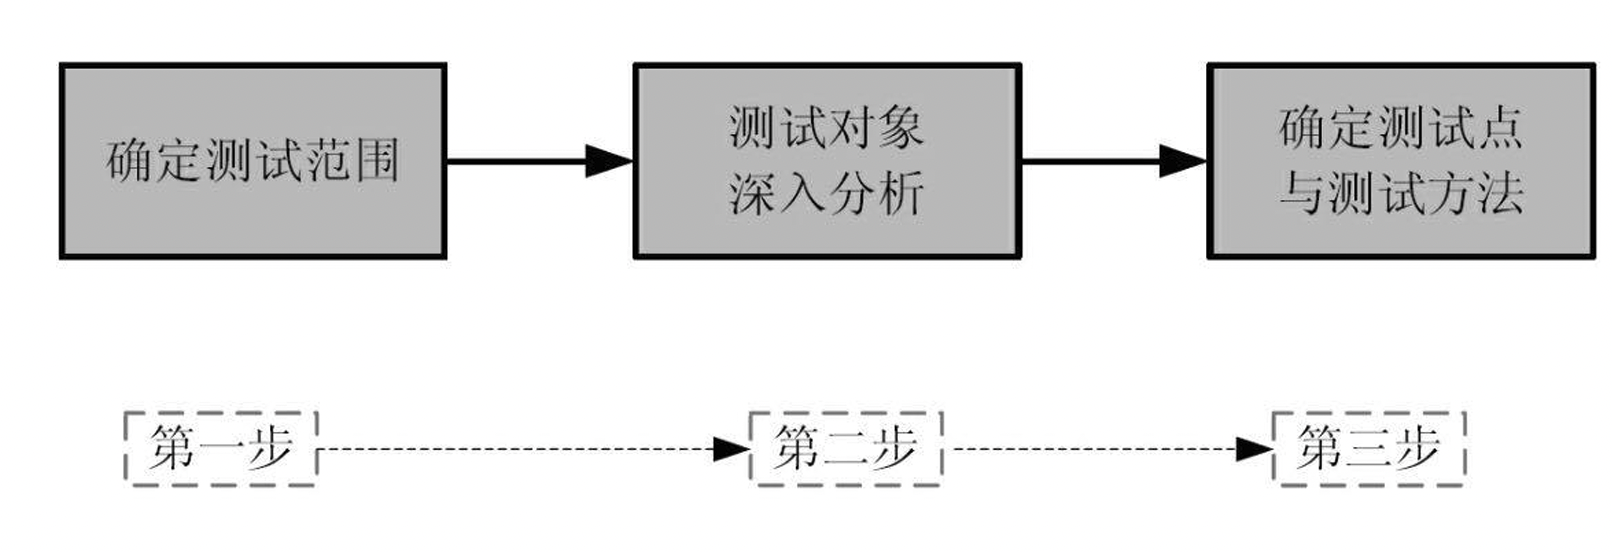 确定测试范围
测试对象
深入分析
确定测试点
与测试方法
第一步
第二步
第三步